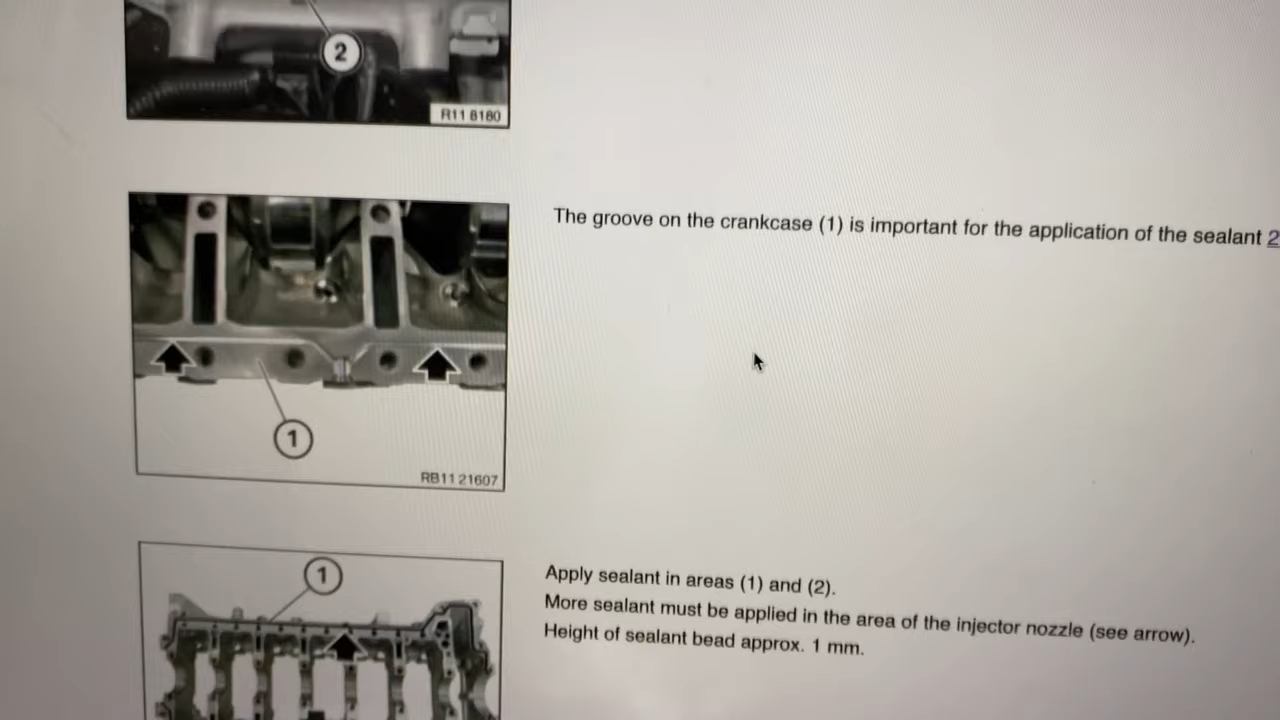 2
R11 8180
The groove on the crankcase (1) is important for the application of the sealant 2
1
RB11 21607
1
Apply sealant in areas (1) and (2).
More sealant must be applied in the area of the injector nozzle (see arrow).
Height of sealant bead approx. 1 mm.